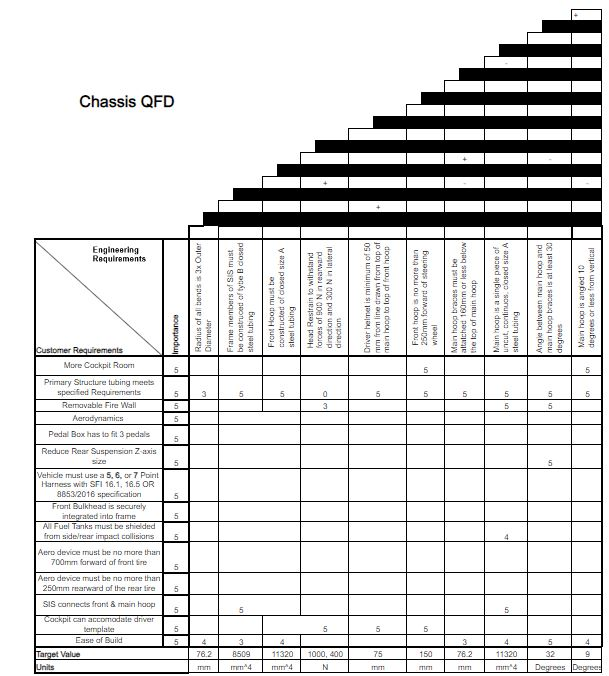 +
-
Chassis QFD
+ -
+ - -
+
Engineering
Requirements
Customer Requirements
Importance
Radius of all bends is 3x Outer
Diameter
Frame members of SIS must
be construced of tybe B closed
steel tubing
Front Hoop must be
constructed of closed size A
steel tubing
Head Restrain to withstand
forces of 900 N in rearward
direction and 300 N in lateral
direction
Driver helmet is minimum of 50
mm from line drawn from top of
main hoop to top of front hoop
Front hoop is no more than
250mm forward of steering
wheel
Main hoop braces must be
attatched 160mm or less below
the top of main hoop
Main hoop is a single piece of
uncut, continuos, closed size A
steel tubing
Angle between main hoop and
main hoop braces is at least 30
degrees
Main hoop is anged 10
degrees or less from vertical
More Cockpit Room 5 5 5
Primary Structure tubing meets
specified Requirements 5 3 5 5 0 5 5 5 5 5 5
Removable Fire Wall 5 3 5 5
Aerodynamics 5
Pedal Box has to fit 3 pedals 5
Reduce Rear Suspension Z-axis
size 5 5
Vehicle must use a 5, 6, or 7 Point
Harness with SFI 16.1, 16.5 OR
8853/2016 specification 5
Front Bulkhead is securely
integrated into frame 5
All Fuel Tanks must be shielded
from side/rear impact collisions 5 4
Aero device must be no more than
700mm forward of front tire 5
Aero device must be no more than
250mm rearward of the rear tire 5
SIS connects front & main hoop 5 5 5
Cockpit can accomodate driver
template 5 5 5 5
Ease of Build 5 4 3 4 3 4 5 4
Target Value 76.2 8509 11320 1000, 400 75 150 76.2 11320 32 9
Units mm mm^4 mm^4 N mm mm mm mm^4 Degrees Degrees